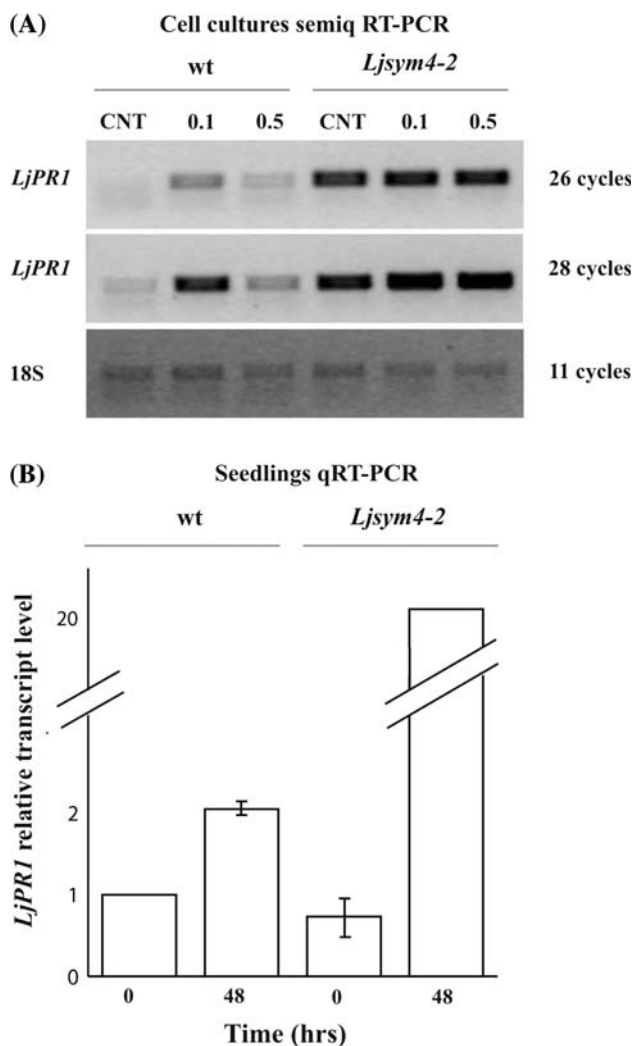 (A) Cell cultures semiq RT-PCR
wt Ljsym4-2
CNT 0.1 0.5 CNT 0.1 0.5
LjPR1 26 cycles
LjPR1 28 cycles
18S 11 cycles
(B) Seedlings qRT-PCR
wt Ljsym4-2
LjPR1 relative transcript level
20
2
1
0
0 48 0 48
Time (hrs)